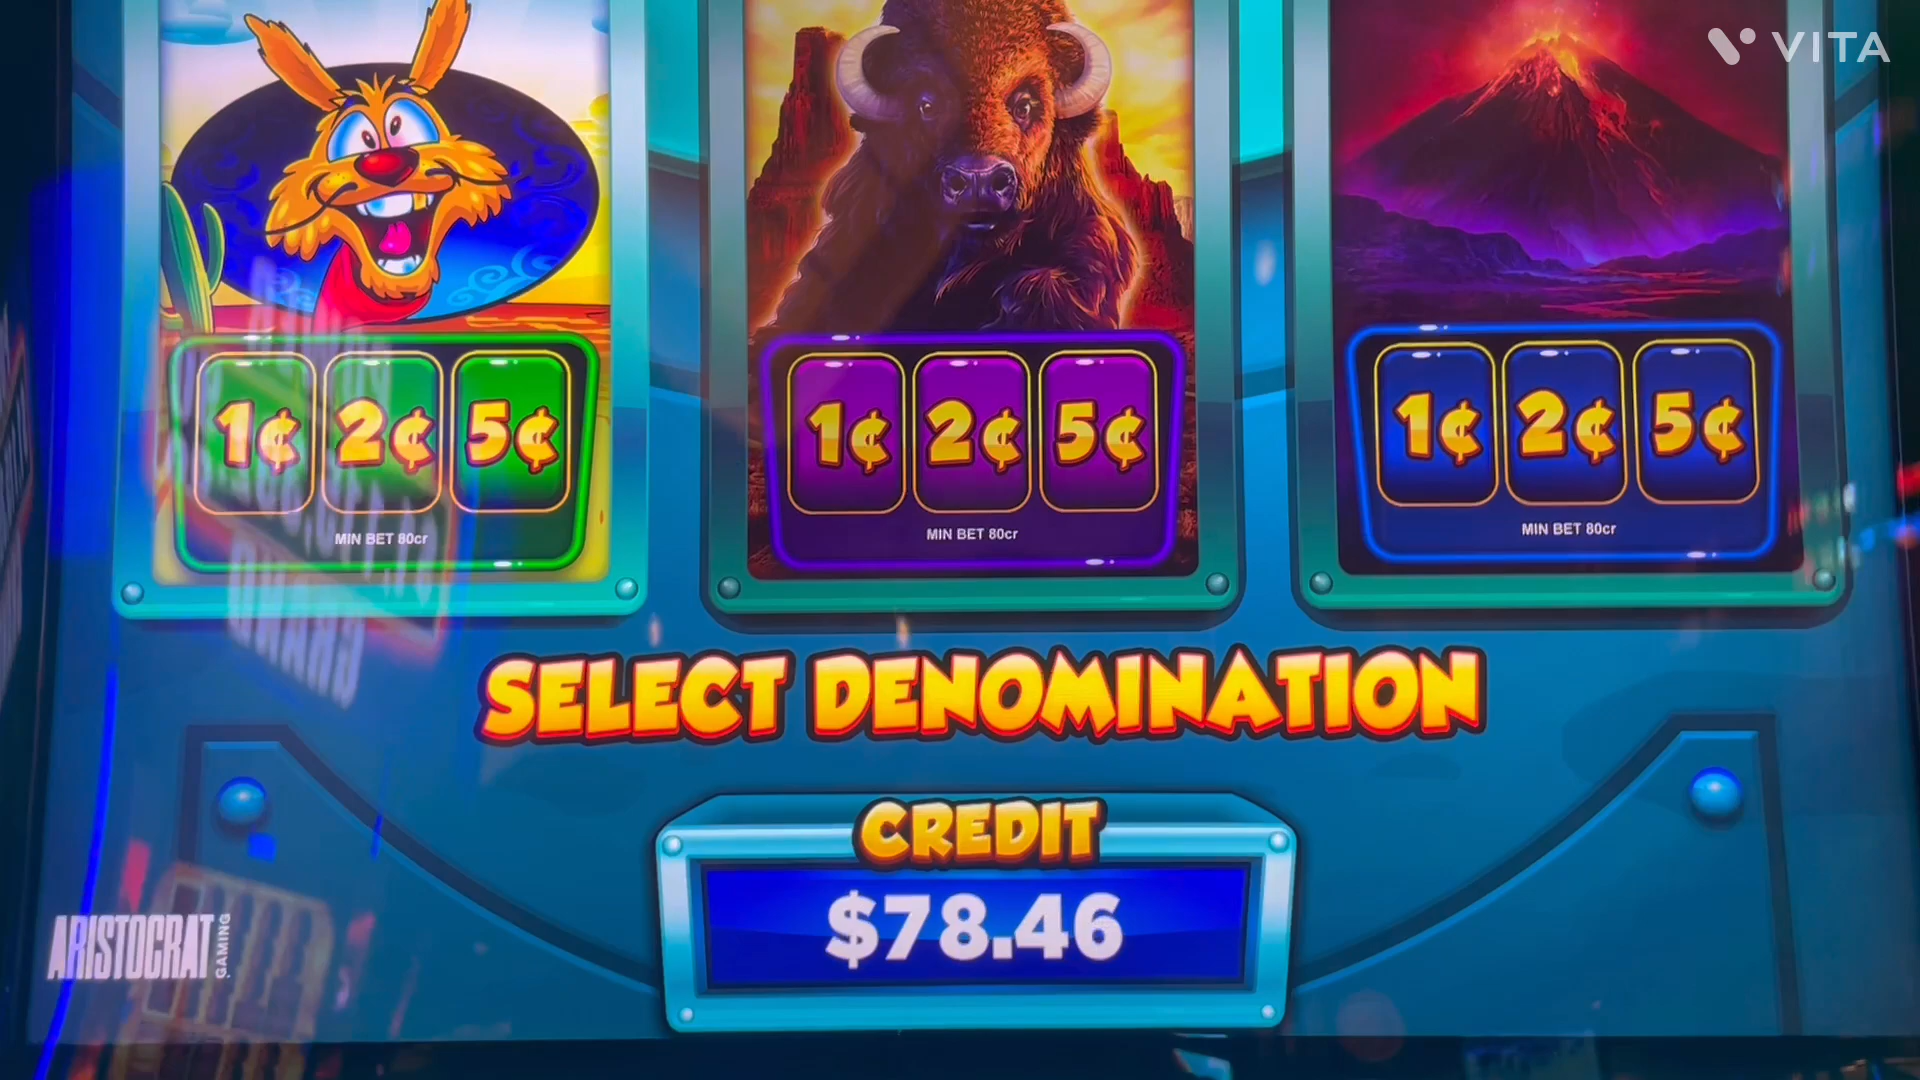 VITA
1¢ 2¢ 5¢
MIN BET 80cr
1¢ 2¢ 5¢
MIN BET 80cr
1¢ 2¢ 5¢
MIN BET 80cr
SELECT DENOMINATION
CREDIT
$78.46
ARISTOCRAT
GAMING